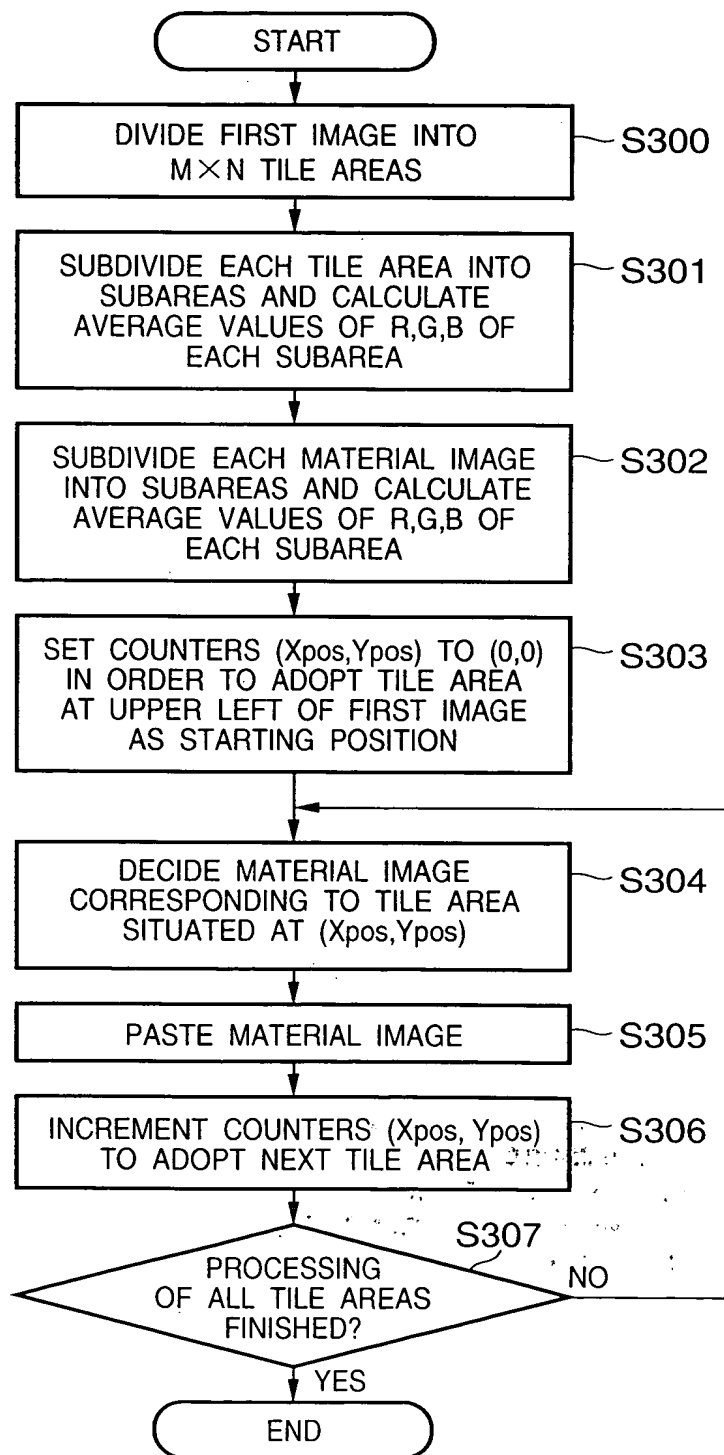 START
DIVIDE FIRST IMAGE INTO
M×N TILE AREAS
S300
SUBDIVIDE EACH TILE AREA INTO
SUBAREAS AND CALCULATE
AVERAGE VALUES OF R,G,B OF
EACH SUBAREA
S301
SUBDIVIDE EACH MATERIAL IMAGE
INTO SUBAREAS AND CALCULATE
AVERAGE VALUES OF R,G,B OF
EACH SUBAREA
S302
SET COUNTERS (Xpos,Ypos) TO (0,0)
IN ORDER TO ADOPT TILE AREA
AT UPPER LEFT OF FIRST IMAGE
AS STARTING POSITION
S303
DECIDE MATERIAL IMAGE
CORRESPONDING TO TILE AREA
SITUATED AT (Xpos,Ypos)
S304
PASTE MATERIAL IMAGE
S305
INCREMENT COUNTERS (Xpos, Ypos)
TO ADOPT NEXT TILE AREA
S306
S307
PROCESSING
OF ALL TILE AREAS
FINISHED?
NO
YES
END